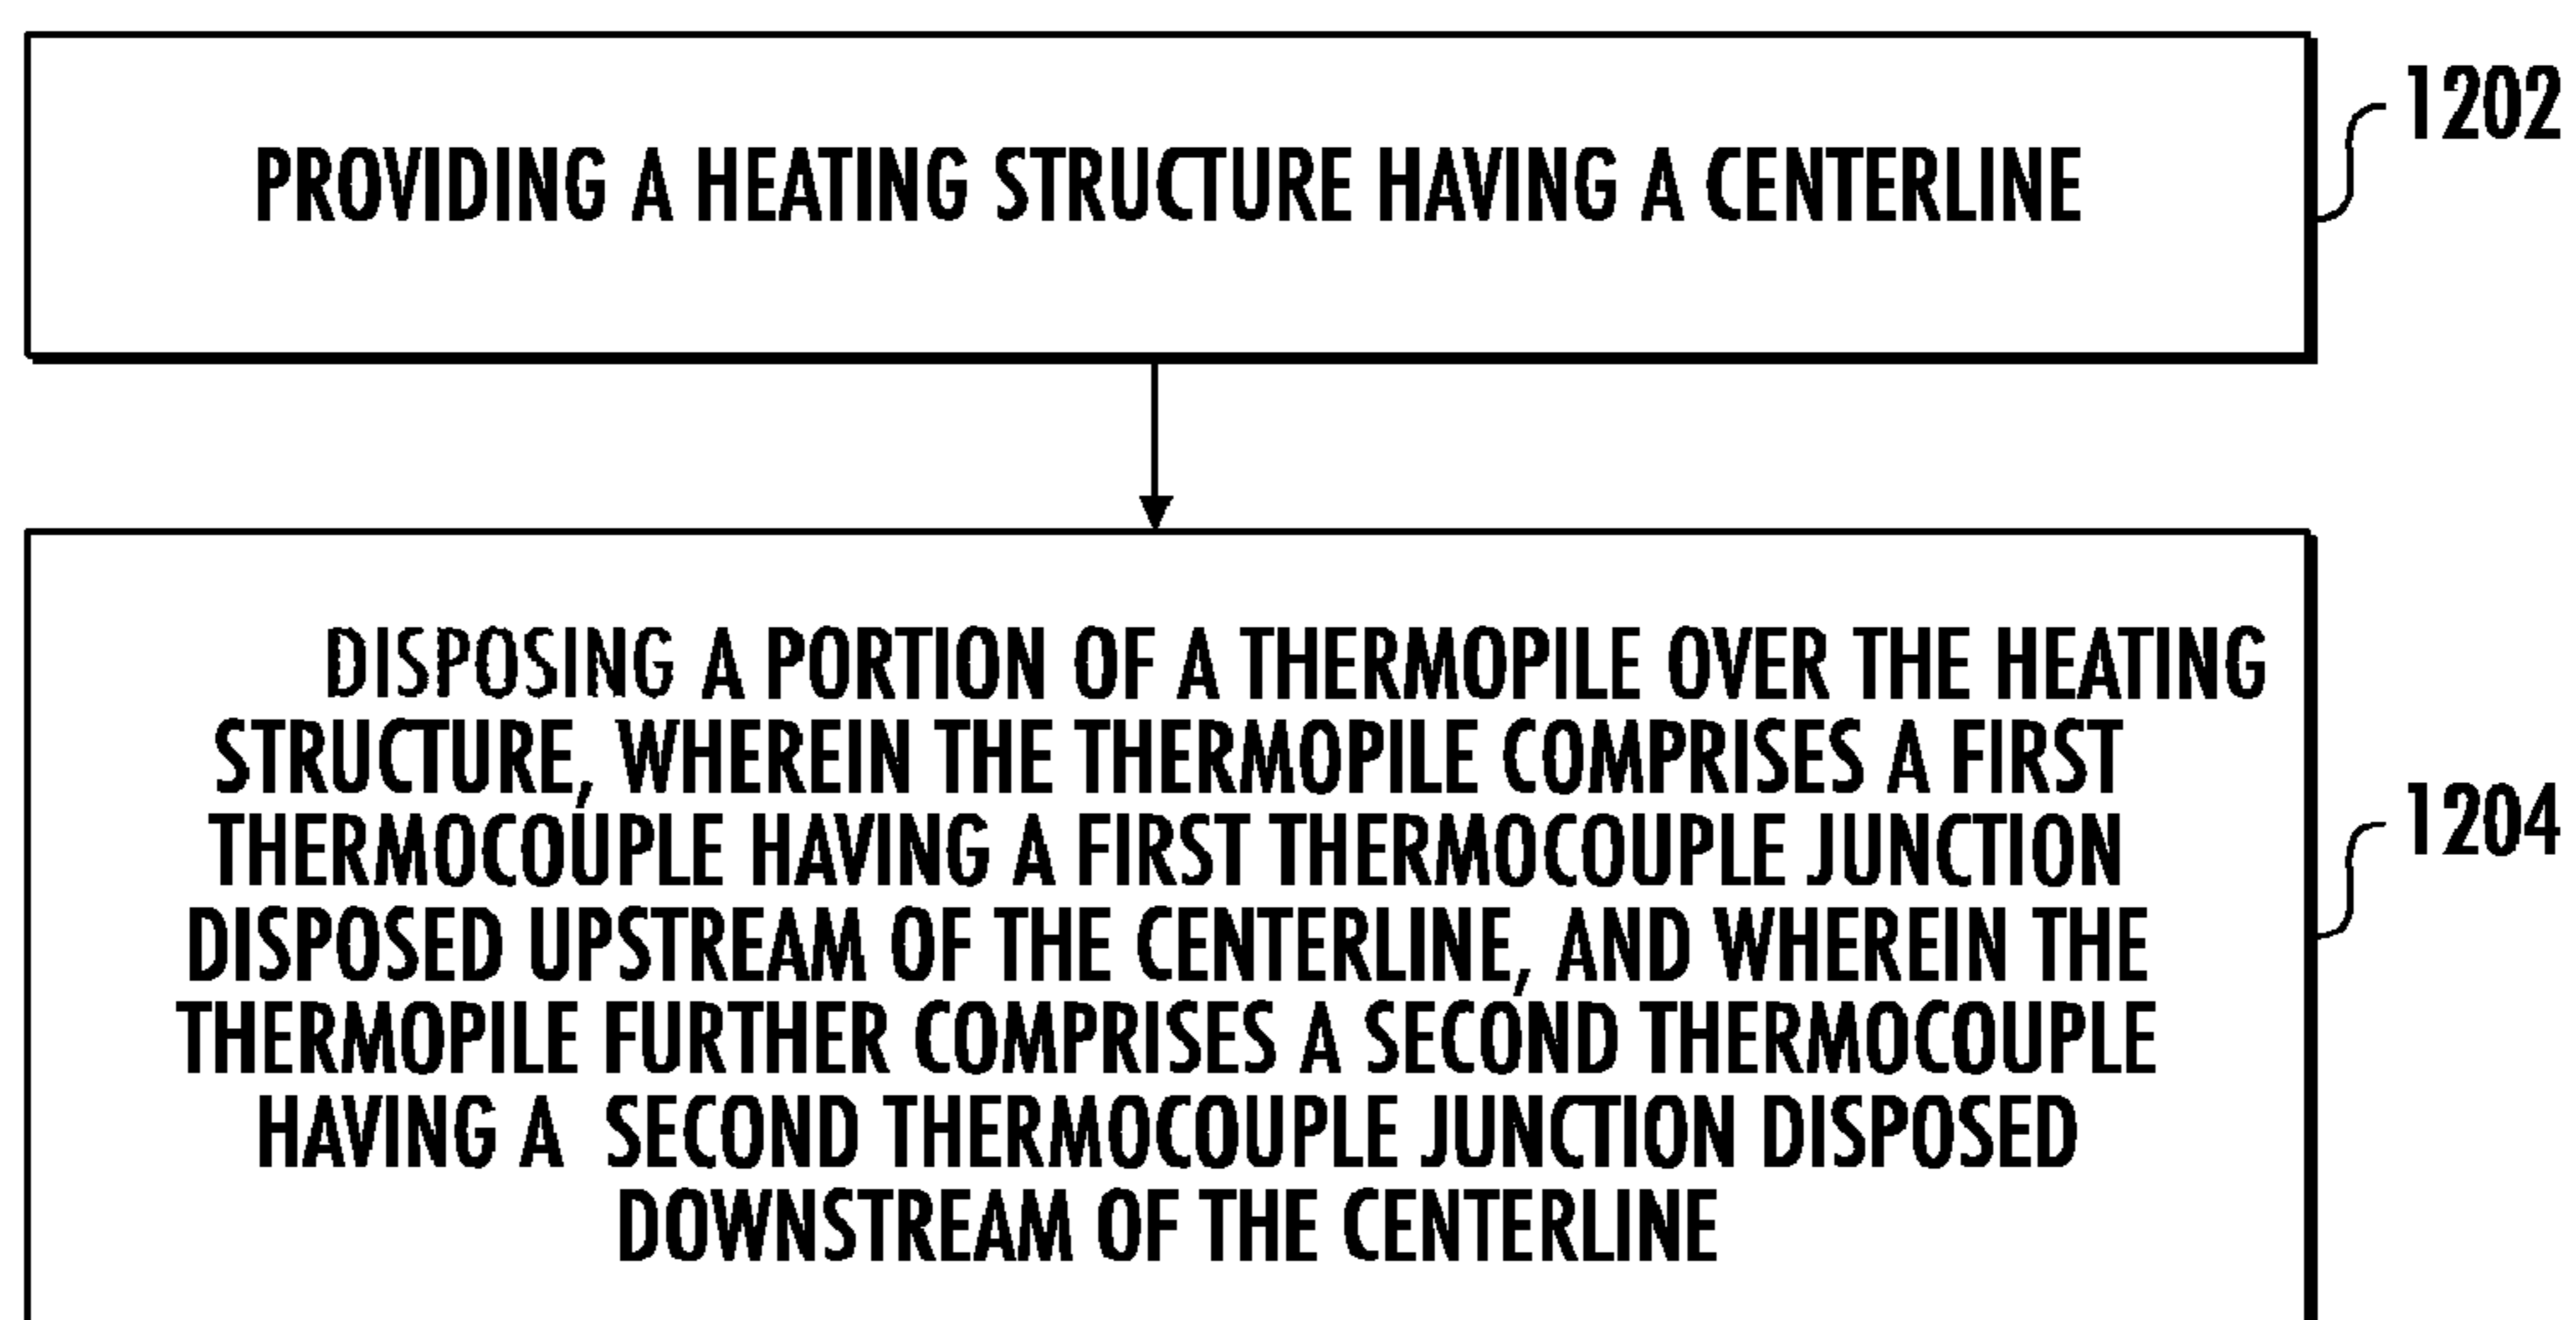 PROVIDING A HEATING STRUCTURE HAVING A CENTERLINE
1202
DISPOSING A PORTION OF A THERMOPILE OVER THE HEATING
STRUCTURE, WHEREIN THE THERMOPILE COMPRISES A FIRST
THERMOCOUPLE HAVING A FIRST THERMOCOUPLE JUNCTION
DISPOSED UPSTREAM OF THE CENTERLINE, AND WHEREIN THE
THERMOPILE FURTHER COMPRISES A SECOND THERMOCOUPLE
HAVING A SECOND THERMOCOUPLE JUNCTION DISPOSED
DOWNSTREAM OF THE CENTERLINE
1204